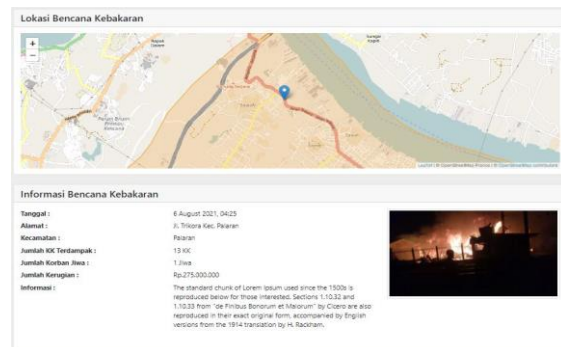 Lokasi Bencana Kebakaran
+
−
Informasi Bencana Kebakaran
Tanggal : 6 August 2021, 04:25
Alamat : Jl. Trikora Kec. Palaran
Kecamatan : Palaran
Jumlah KK Terdampak : 13 KK
Jumlah Korban Jiwa : 1 Jiwa
Jumlah Kerugian : Rp.275.000.000
Informasi : The standard chunk of Lorem Ipsum used since the 1500s is
reproduced below for those interested. Sections 1.10.32 and
1.10.33 from "de Finibus Bonorum et Malorum" by Cicero are also
reproduced in their exact original form, accompanied by English
versions from the 1914 translation by H. Rackham.